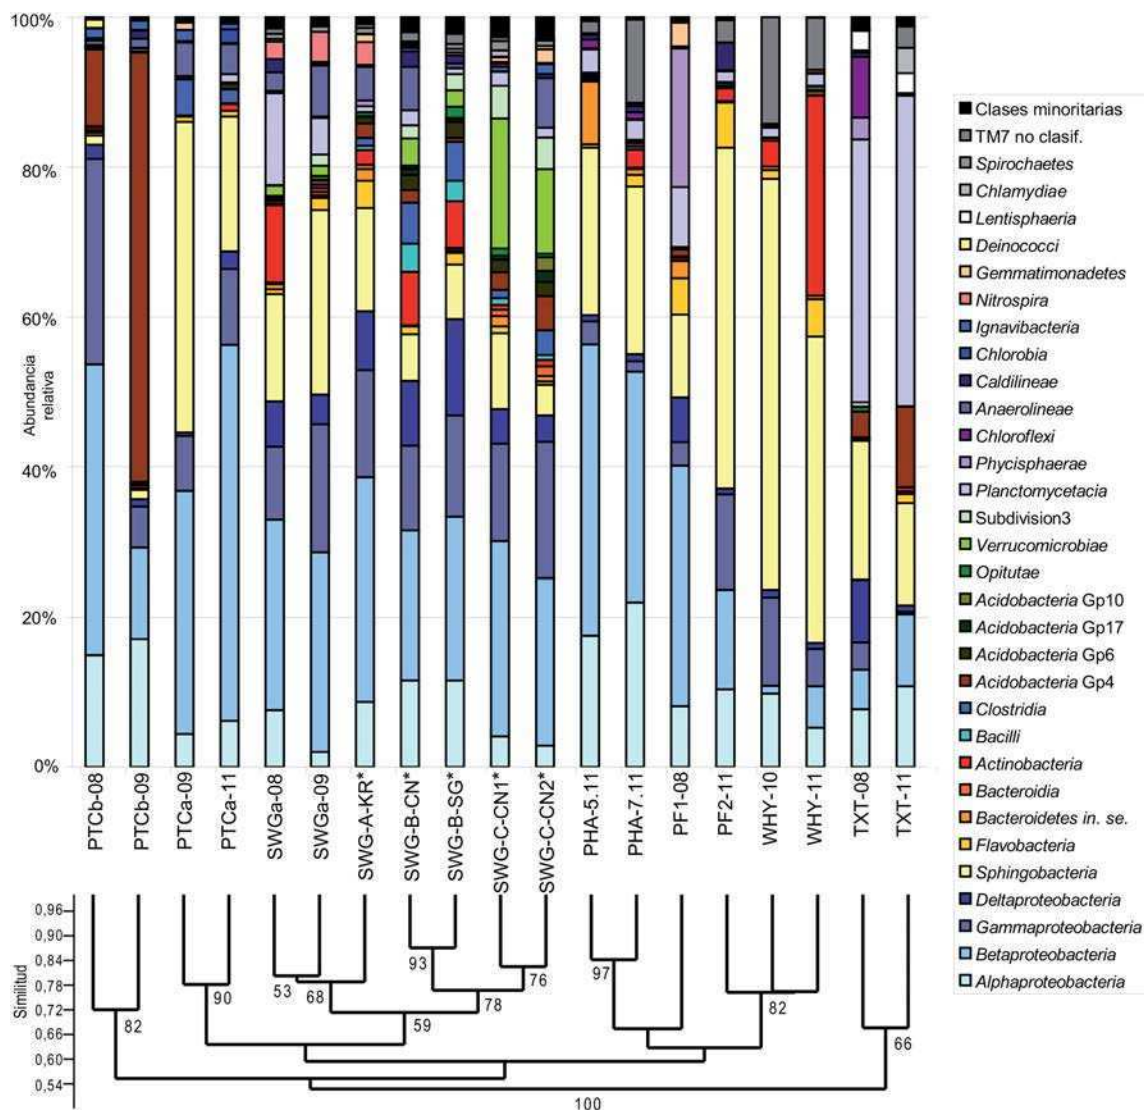 100%
80%
60%
Abundancia
relativa
40%
20%
0%
PTCb-08
PTCb-09
PTCa-09
PTCa-11
SWGa-08
SWGa-09
SWG-A-KR*
SWG-B-CN*
SWG-B-SG*
SWG-C-CN1*
SWG-C-CN2*
PHA-5.11
PHA-7.11
PF1-08
PF2-11
WHY-10
WHY-11
TXT-08
TXT-11
Clases minoritarias
TM7 no clasif.
Spirochaetes
Chlamydiae
Lentisphaeria
Deinococci
Gemmatimonadetes
Nitrospira
Ignavibacteria
Chlorobia
Caldilineae
Anaerolineae
Chloroflexi
Phycisphaerae
Planctomycetacia
Subdivision3
Verrucomicrobiae
Opitutae
Acidobacteria Gp10
Acidobacteria Gp17
Acidobacteria Gp6
Acidobacteria Gp4
Clostridia
Bacilli
Actinobacteria
Bacteroidia
Bacteroidetes in. se.
Flavobacteria
Sphingobacteria
Deltaproteobacteria
Gammaproteobacteria
Betaproteobacteria
Alphaproteobacteria
Similitud
0,96
0,90
0,84
0,78
0,72
0,66
0,60
0,54
82
90
53
68
93
76
78
59
97
82
66
100